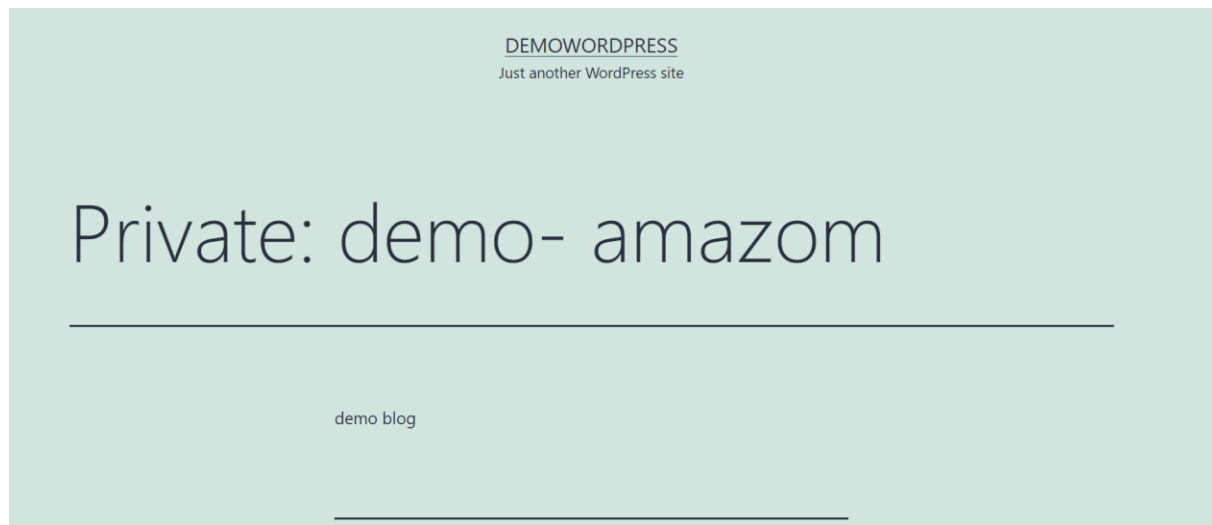 DEMOWORDPRESS
Just another WordPress site
Private: demo- amazom
demo blog